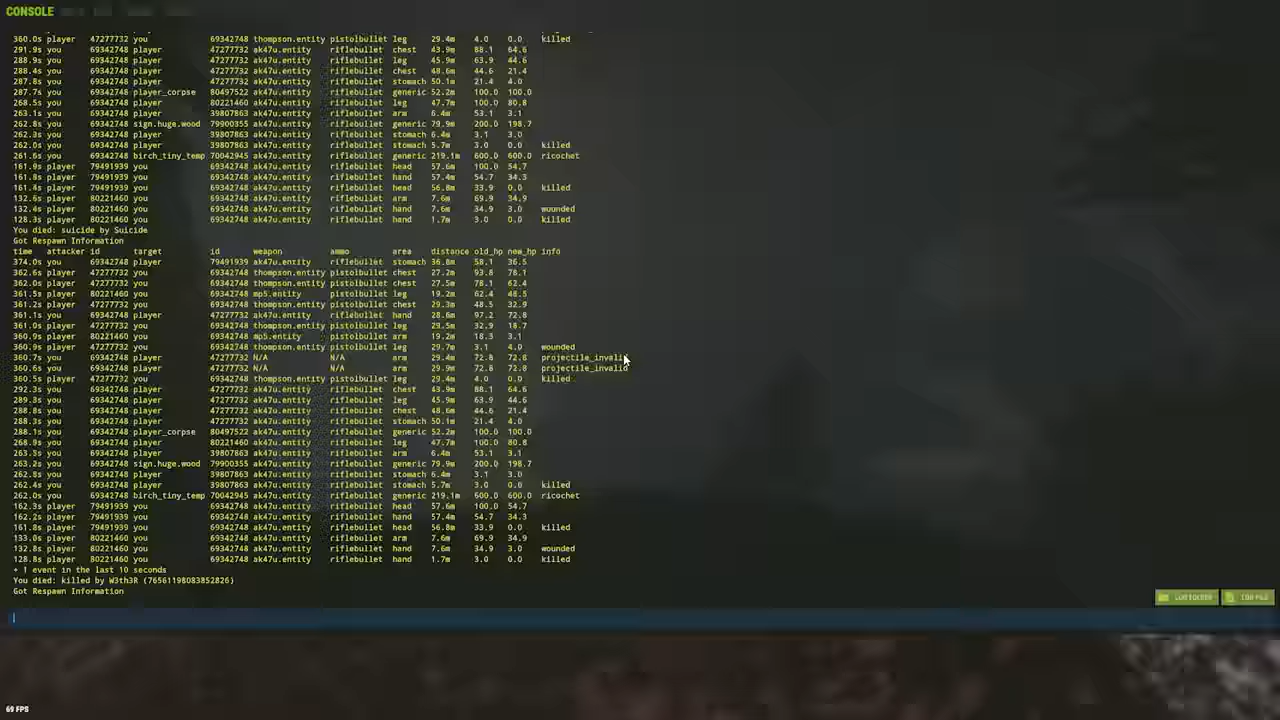 CONSOLE
360.0s player 47277732 you 69342748 thompson.entity pistolbullet leg 29.4m 4.0 0.0 killed
291.9s you 69342748 player 47277732 ak47u.entity riflebullet chest 43.9m 88.1 64.6
288.9s you 69342748 player 47277732 ak47u.entity riflebullet leg 45.9m 63.9 44.6
288.4s you 69342748 player 47277732 ak47u.entity riflebullet chest 48.6m 44.6 21.4
287.8s you 69342748 player 47277732 ak47u.entity riflebullet stomach 50.1m 21.4 4.0
287.7s you 69342748 player_corpse 80497522 ak47u.entity riflebullet generic 52.2m 100.0 100.0
268.5s you 69342748 player 80221460 ak47u.entity riflebullet leg 47.7m 100.0 80.8
263.1s you 69342748 player 39807863 ak47u.entity riflebullet arm 6.4m 53.1 3.1
262.8s you 69342748 sign.huge.wood 79900355 ak47u.entity riflebullet generic 79.9m 200.0 198.7
262.3s you 69342748 player 39807863 ak47u.entity riflebullet stomach 6.4m 3.1 3.0
262.0s you 69342748 player 39807863 ak47u.entity riflebullet stomach 5.7m 3.0 0.0 killed
261.6s you 69342748 birch_tiny_temp 70042945 ak47u.entity riflebullet generic 219.1m 600.0 600.0 ricochet
161.9s player 79491939 you 69342748 ak47u.entity riflebullet head 57.6m 100.0 54.7
161.8s player 79491939 you 69342748 ak47u.entity riflebullet hand 57.4m 54.7 34.3
161.4s player 79491939 you 69342748 ak47u.entity riflebullet head 56.8m 33.9 0.0 killed
132.6s player 80221460 you 69342748 ak47u.entity riflebullet arm 7.6m 69.9 34.9
132.4s player 80221460 you 69342748 ak47u.entity riflebullet hand 7.6m 34.9 3.0 wounded
128.3s player 80221460 you 69342748 ak47u.entity riflebullet hand 1.7m 3.0 0.0 killed
You died: suicide by Suicide
Got Respawn Information
time attacker id target id weapon ammo area distance old_hp new_hp info
374.0s you 69342748 player 79491939 ak47u.entity riflebullet stomach 36.8m 58.1 36.5
362.6s player 47277732 you 69342748 thompson.entity pistolbullet chest 27.2m 93.8 78.1
362.0s player 47277732 you 69342748 thompson.entity pistolbullet chest 27.5m 78.1 62.4
361.5s player 80221460 you 69342748 mp5.entity pistolbullet leg 19.2m 62.4 48.5
361.2s player 47277732 you 69342748 thompson.entity pistolbullet chest 29.3m 48.5 32.9
361.1s you 69342748 player 47277732 ak47u.entity riflebullet leg 28.6m 97.2 72.8
361.0s player 47277732 you 69342748 thompson.entity pistolbullet leg 29.5m 32.9 18.7
360.9s player 80221460 you 69342748 mp5.entity pistolbullet arm 19.2m 18.3 3.1
360.9s player 47277732 you 69342748 thompson.entity pistolbullet leg 29.7m 3.1 4.0 wounded
360.7s you 69342748 player 47277732 N/A N/A arm 29.4m 72.8 72.8 projectile_invalid
360.6s you 69342748 player 47277732 N/A N/A arm 29.9m 72.8 72.8 projectile_invalid
360.5s player 47277732 you 69342748 thompson.entity pistolbullet leg 29.4m 4.0 0.0 killed
292.3s you 69342748 player 47277732 ak47u.entity riflebullet chest 43.9m 88.1 64.6
289.3s you 69342748 player 47277732 ak47u.entity riflebullet leg 45.9m 63.9 44.6
288.8s you 69342748 player 47277732 ak47u.entity riflebullet chest 48.6m 44.6 21.4
288.3s you 69342748 player 47277732 ak47u.entity riflebullet stomach 50.1m 21.4 4.0
288.1s you 69342748 player_corpse 80497522 ak47u.entity riflebullet generic 52.2m 100.0 100.0
268.9s you 69342748 player 80221460 ak47u.entity riflebullet leg 47.7m 100.0 80.8
263.5s you 69342748 player 39807863 ak47u.entity riflebullet arm 6.4m 53.1 3.1
263.2s you 69342748 sign.huge.wood 79900355 ak47u.entity riflebullet generic 79.9m 200.0 198.7
262.8s you 69342748 player 39807863 ak47u.entity riflebullet stomach 6.4m 3.1 3.0
262.4s you 69342748 player 39807863 ak47u.entity riflebullet stomach 5.7m 3.0 0.0 killed
262.0s you 69342748 birch_tiny_temp 70042945 ak47u.entity riflebullet generic 219.1m 600.0 600.0 ricochet
162.3s player 79491939 you 69342748 ak47u.entity riflebullet head 57.6m 100.0 54.7
162.2s player 79491939 you 69342748 ak47u.entity riflebullet hand 57.4m 54.7 34.3
161.8s player 79491939 you 69342748 ak47u.entity riflebullet head 56.8m 33.9 0.0 killed
133.0s player 80221460 you 69342748 ak47u.entity riflebullet arm 7.6m 69.9 34.9
132.8s player 80221460 you 69342748 ak47u.entity riflebullet hand 7.6m 34.9 3.0 wounded
128.8s player 80221460 you 69342748 ak47u.entity riflebullet hand 1.7m 3.0 0.0 killed
+ 1 event in the last 10 seconds
You died: killed by W3th3R (76561198083852826)
Got Respawn Information
69 FPS